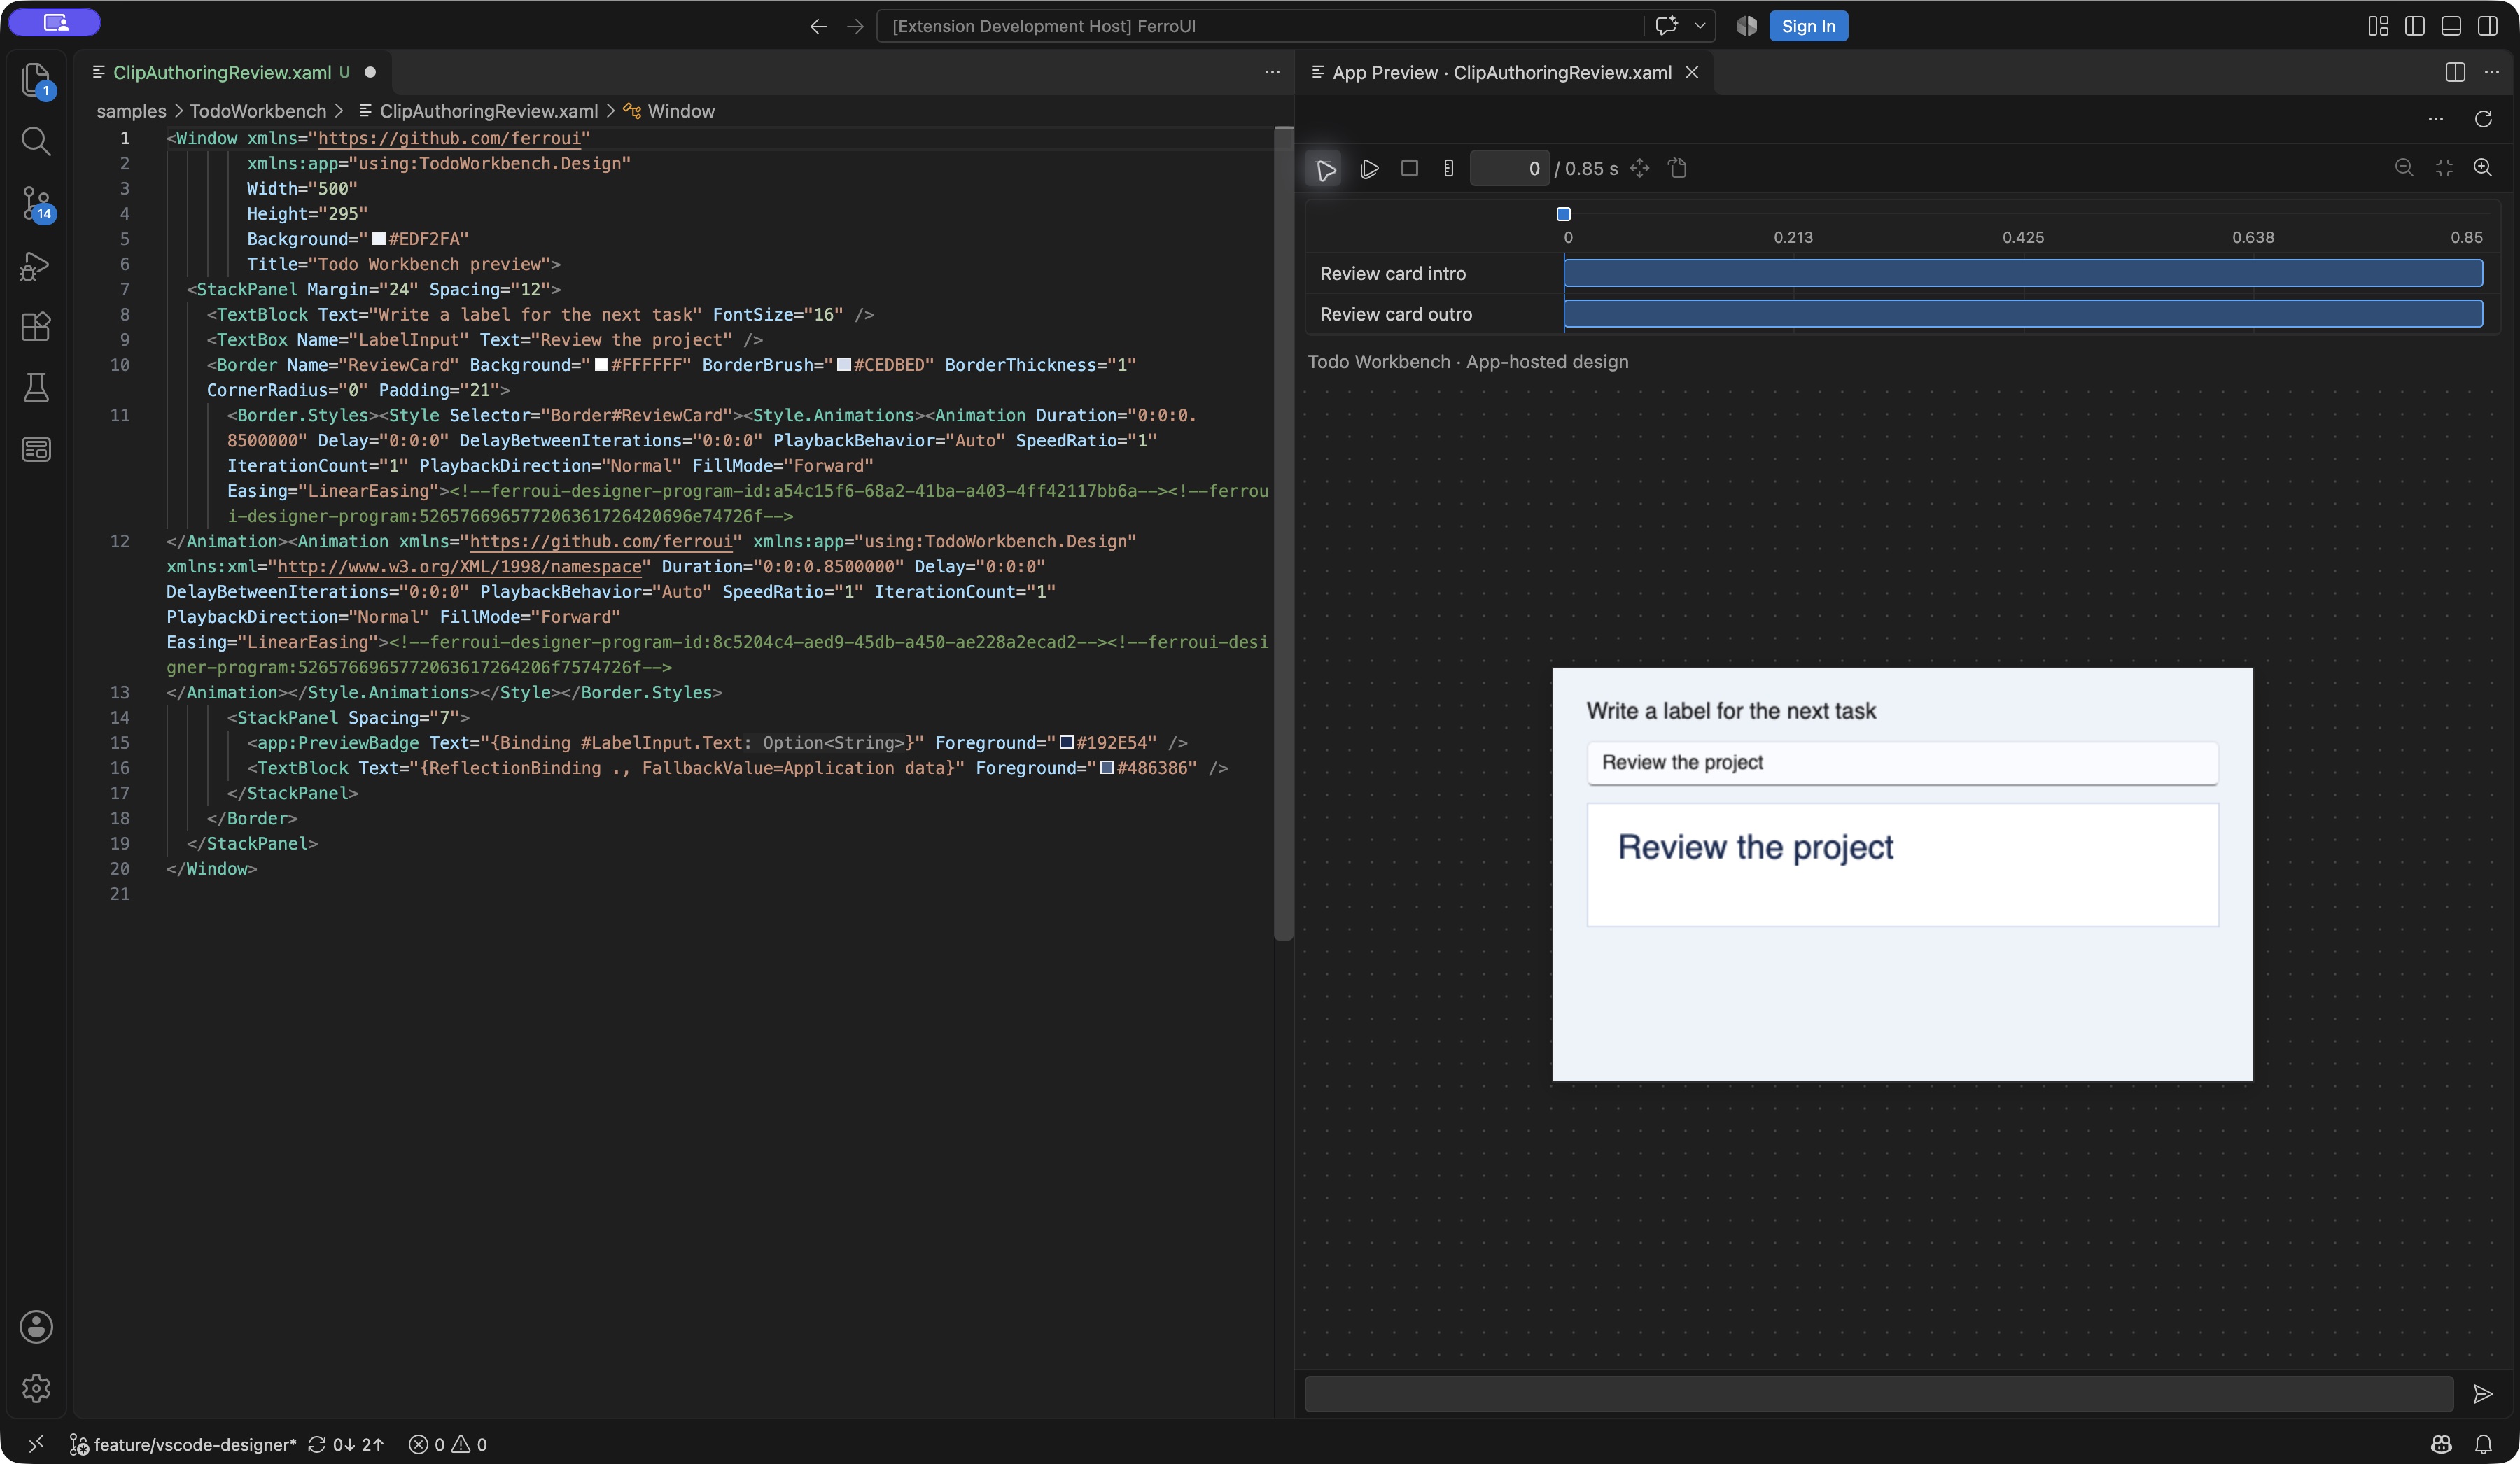 [Extension Development Host] FerroUI
Sign In
1
14
ClipAuthoringReview.xaml U
samples > TodoWorkbench > ClipAuthoringReview.xaml > Window
1 <Window xmlns="https://github.com/ferroui"
2 xmlns:app="using:TodoWorkbench.Design"
3 Width="500"
4 Height="295"
5 Background="#EDF2FA"
6 Title="Todo Workbench preview">
7 <StackPanel Margin="24" Spacing="12">
8 <TextBlock Text="Write a label for the next task" FontSize="16" />
9 <TextBox Name="LabelInput" Text="Review the project" />
10 <Border Name="ReviewCard" Background="#FFFFFF" BorderBrush="#CEDBED" BorderThickness="1"
CornerRadius="0" Padding="21">
11 <Border.Styles><Style Selector="Border#ReviewCard"><Style.Animations><Animation Duration="0:0:0.
8500000" Delay="0:0:0" DelayBetweenIterations="0:0:0" PlaybackBehavior="Auto" SpeedRatio="1"
IterationCount="1" PlaybackDirection="Normal" FillMode="Forward"
Easing="LinearEasing"><!--ferroui-designer-program-id:a54c15f6-68a2-41ba-a403-4ff42117bb6a--><!--ferrou
i-designer-program:526576696577206361726420696e74726f-->
12 </Animation><Animation xmlns="https://github.com/ferroui" xmlns:app="using:TodoWorkbench.Design"
xmlns:xml="http://www.w3.org/XML/1998/namespace" Duration="0:0:0.8500000" Delay="0:0:0"
DelayBetweenIterations="0:0:0" PlaybackBehavior="Auto" SpeedRatio="1" IterationCount="1"
PlaybackDirection="Normal" FillMode="Forward"
Easing="LinearEasing"><!--ferroui-designer-program-id:8c5204c4-aed9-45db-a450-ae228a2ecad2--><!--ferroui-desi
gner-program:5265766965772063617264206f7574726f-->
13 </Animation></Style.Animations></Style></Border.Styles>
14 <StackPanel Spacing="7">
15 <app:PreviewBadge Text="{Binding #LabelInput.Text: Option<String>}" Foreground="#192E54" />
16 <TextBlock Text="{ReflectionBinding ., FallbackValue=Application data}" Foreground="#486386" />
17 </StackPanel>
18 </Border>
19 </StackPanel>
20 </Window>
21
App Preview · ClipAuthoringReview.xaml
0 / 0.85 s
0 0.213 0.425 0.638 0.85
Review card intro
Review card outro
Todo Workbench · App-hosted design
Write a label for the next task
Review the project
Review the project
feature/vscode-designer* 0↓ 2↑ 0 0